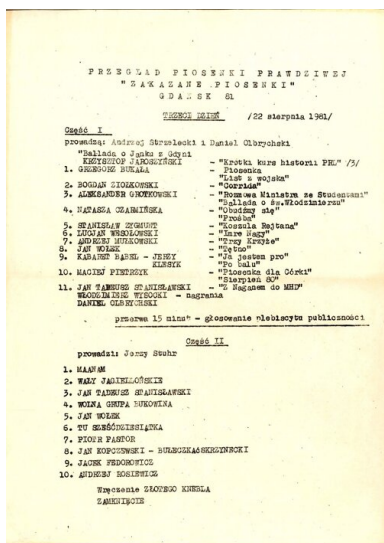 PRZEGLĄD PIOSENKI PRAWDZIWEJ
"ZAKAZANE PIOSENKI"
GDAŃSK 81
TRZECI DZIEŃ /22 sierpnia 1981/
Część I
prowadzą: Andrzej Strzelecki i Daniel Olbrychski
"Ballada o Janku z Gdyni
KRZYSZTOF JAROSZYŃSKI - "Krótki kurs historii PRL" /3/
1. GRZEGORZ BUKAŁA - Piosenka
"List z wojska"
2. BOGDAN ZIOŁKOWSKI - "Corrida"
3. ALEKSANDER GROTKOWSKI - "Rozmowa Ministra ze Studentami"
"Ballada o św.Włodzimierzu"
4. NATASZA CZARMIŃSKA - "Obudźmy się"
"Prośba"
5. STANISŁAW ZYGMUNT - "Koszula Rejtana"
6. LUCJAN WESOŁOWSKI - "Imre Nagy"
7. ANDRZEJ MUŁKOWSKI - "Trzy Krzyże"
8. JAN WOŁEK - "Tętno"
9. KABARET BABEL - JERZY - "Ja jestem pro"
KLESYK "Po balu"
10. MACIEJ PIETRZYK - "Piosenka dla Córki"
"Sierpień 80"
11. JAN TADEUSZ STANISŁAWSKI - "Z Naganem do MHD"
WŁODZIMIERZ WYSOCKI - nagrania
DANIEL OLBRYCHSKI
przerwa 15 minut - głosowanie plebiscytu publiczności
Część II
prowadzi: Jerzy Stuhr
1. MAANAM
2. WAŁY JAGIELLOŃSKIE
3. JAN TADEUSZ STANISŁAWSKI
4. WOLNA GRUPA BUKOWINA
5. JAN WOŁEK
6. TU SZEŚĆDZIESIĄTKA
7. PIOTR PASTOR
8. JAN KOPCZEWSKI - BUŁECZKA&SKRZYNECKI
9. JACEK FEDOROWICZ
10. ANDRZEJ ROSIEWICZ
Wręczenie ZŁOTEGO KNEBLA
ZAMKNIĘCIE